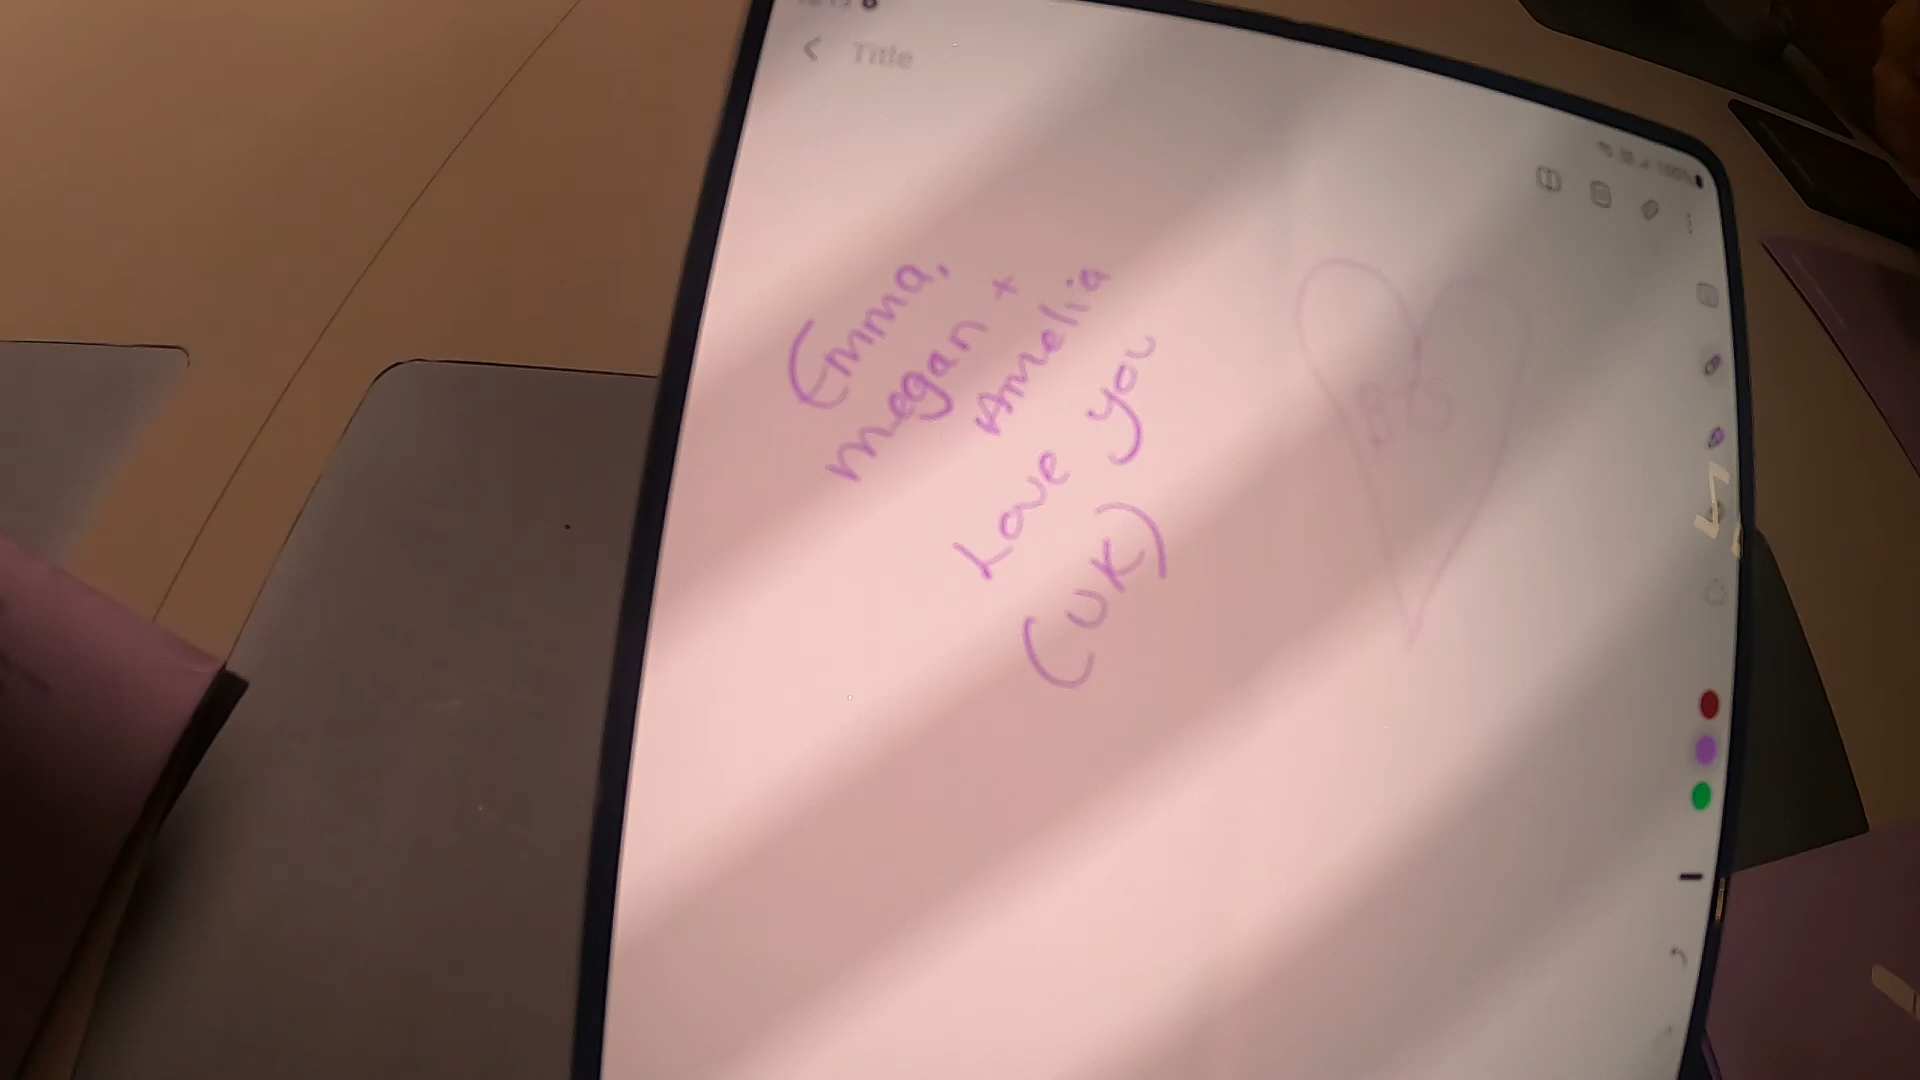 Title
Emma,
megan +
Amelia
Love you
(UK)